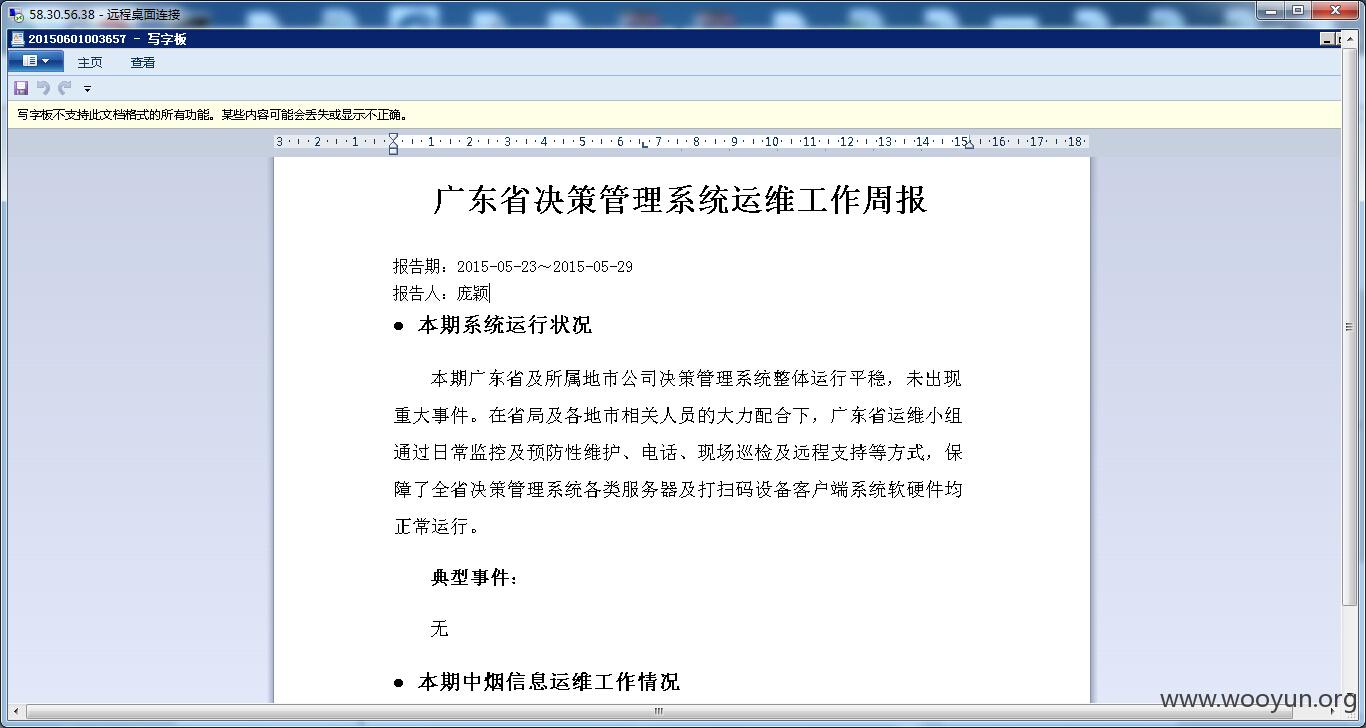 58.30.56.38 - 远程桌面连接
20150601003657 - 写字板
主页 查看
写字板不支持此文档格式的所有功能。某些内容可能会丢失或显示不正确。
3 2 1 1 2 3 4 5 6 7 8 9 10 11 12 13 14 15 16 17 18
广东省决策管理系统运维工作周报
报告期：2015-05-23～2015-05-29
报告人：庞颖
● 本期系统运行状况
本期广东省及所属地市公司决策管理系统整体运行平稳，未出现
重大事件。在省局及各地市相关人员的大力配合下，广东省运维小组
通过日常监控及预防性维护、电话、现场巡检及远程支持等方式，保
障了全省决策管理系统各类服务器及打扫码设备客户端系统软硬件均
正常运行。
典型事件：
无
● 本期中烟信息运维工作情况
www.wooyun.org